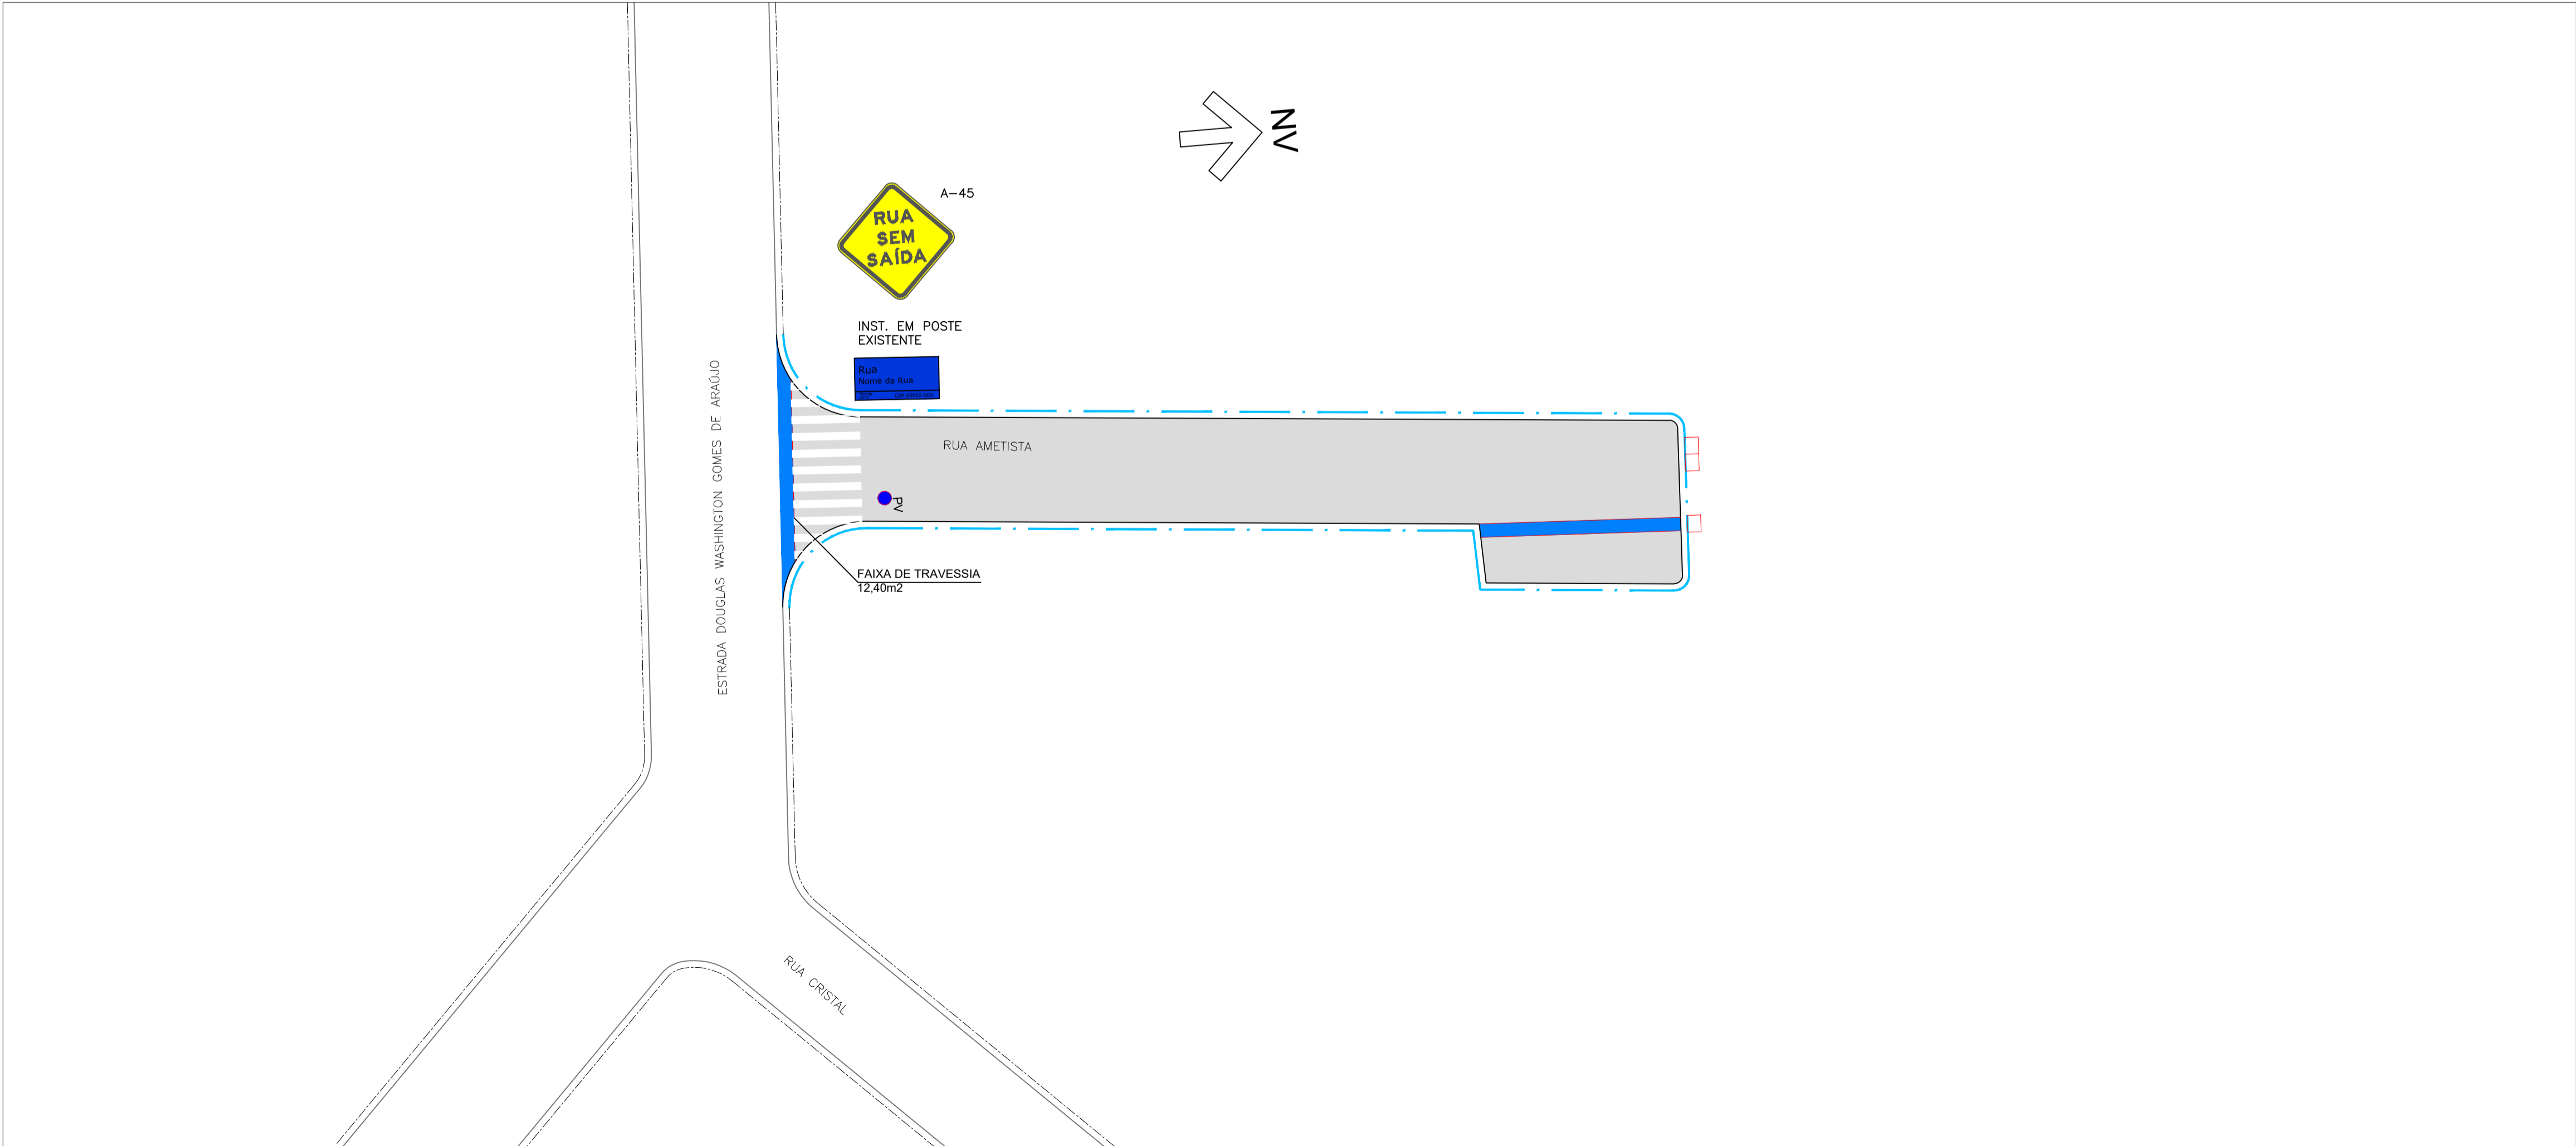 NV
A-45
RUA
SEM
SAÍDA
INST. EM POSTE
EXISTENTE
Rua
Nome da Rua
ESTRADA DOUGLAS WASHINGTON GOMES DE ARAÚJO
RUA AMETISTA
PV
FAIXA DE TRAVESSIA
12,40m2
RUA CRISTAL